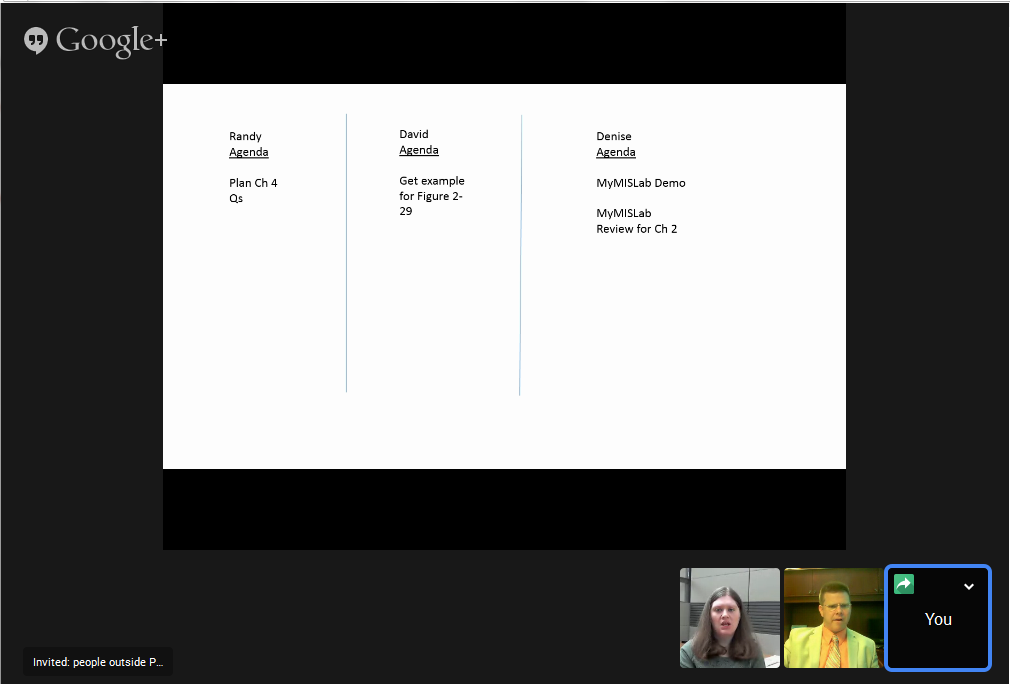 Google+
Randy
Agenda
Plan Ch 4
Qs
David
Agenda
Get example
for Figure 2-
29
Denise
Agenda
MyMISLab Demo
MyMISLab
Review for Ch 2
You
Invited: people outside P...